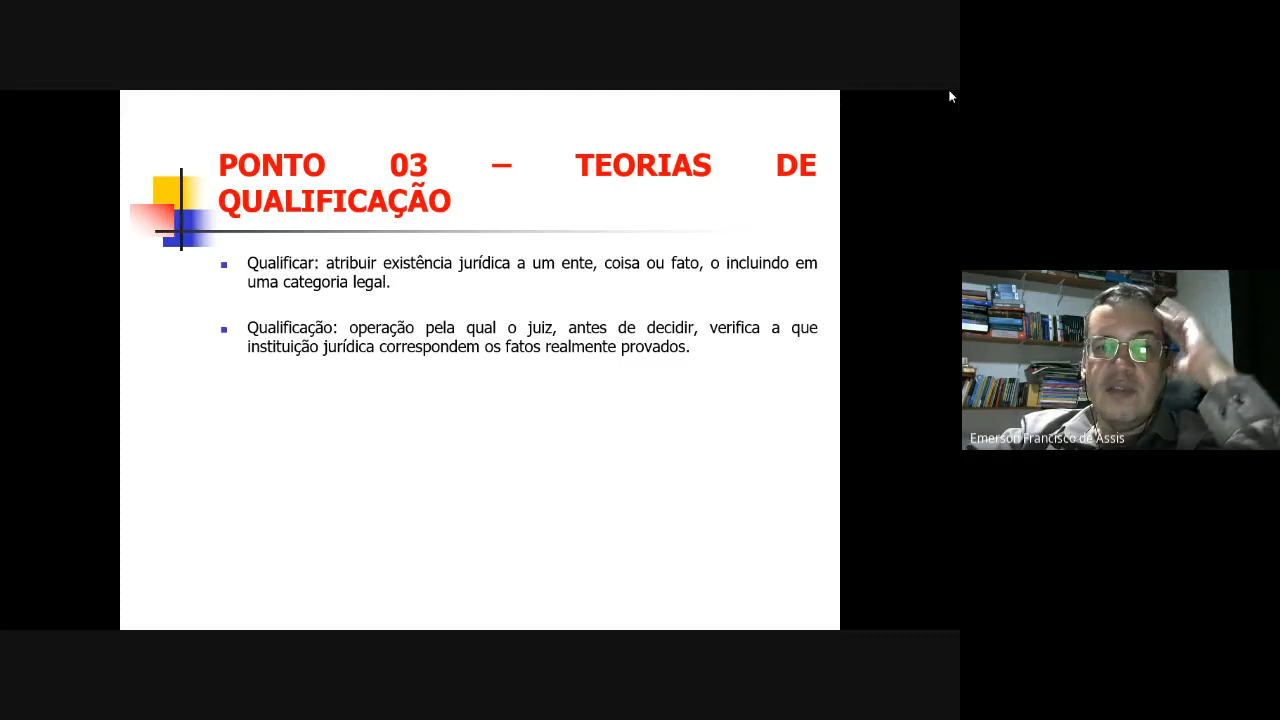 PONTO 03 – TEORIAS DE
QUALIFICAÇÃO
Qualificar: atribuir existência jurídica a um ente, coisa ou fato, o incluindo em
uma categoria legal.
Qualificação: operação pela qual o juiz, antes de decidir, verifica a que
instituição jurídica correspondem os fatos realmente provados.
Emerson Francisco de Assis